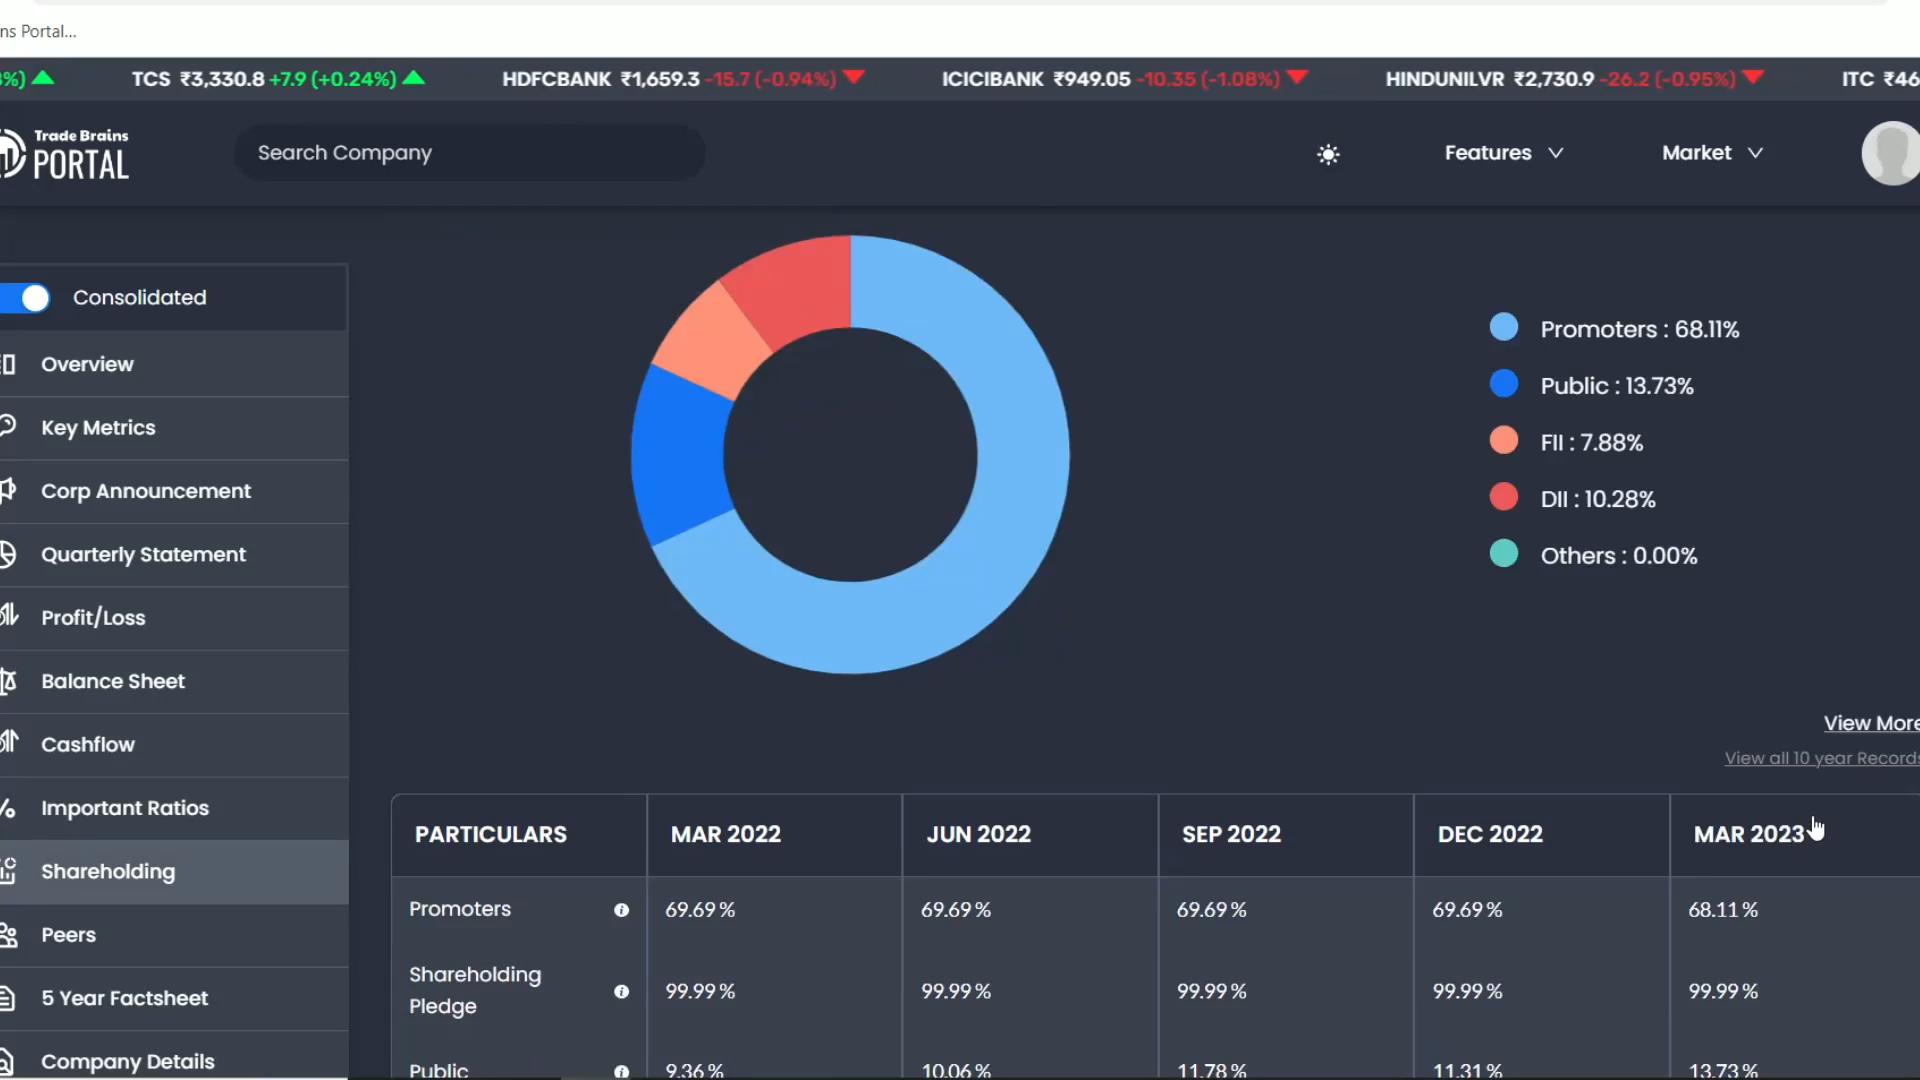 ns Portal...
%) TCS ₹3,330.8 +7.9 (+0.24%) HDFCBANK ₹1,659.3 -15.7 (-0.94%) ICICIBANK ₹949.05 -10.35 (-1.08%) HINDUNILVR ₹2,730.9 -26.2 (-0.95%) ITC ₹46
Trade Brains
PORTAL
Search Company
Features
Market
Consolidated
Overview
Key Metrics
Corp Announcement
Quarterly Statement
Profit/Loss
Balance Sheet
Cashflow
Important Ratios
Shareholding
Peers
5 Year Factsheet
Company Details
Promoters : 68.11%
Public : 13.73%
FII : 7.88%
DII : 10.28%
Others : 0.00%
View More
View all 10 year Records
PARTICULARS MAR 2022 JUN 2022 SEP 2022 DEC 2022 MAR 2023
Promoters 69.69 % 69.69 % 69.69 % 69.69 % 68.11 %
Shareholding
Pledge 99.99 % 99.99 % 99.99 % 99.99 % 99.99 %
Public 9.36 % 10.06 % 11.78 % 11.31 % 13.73 %